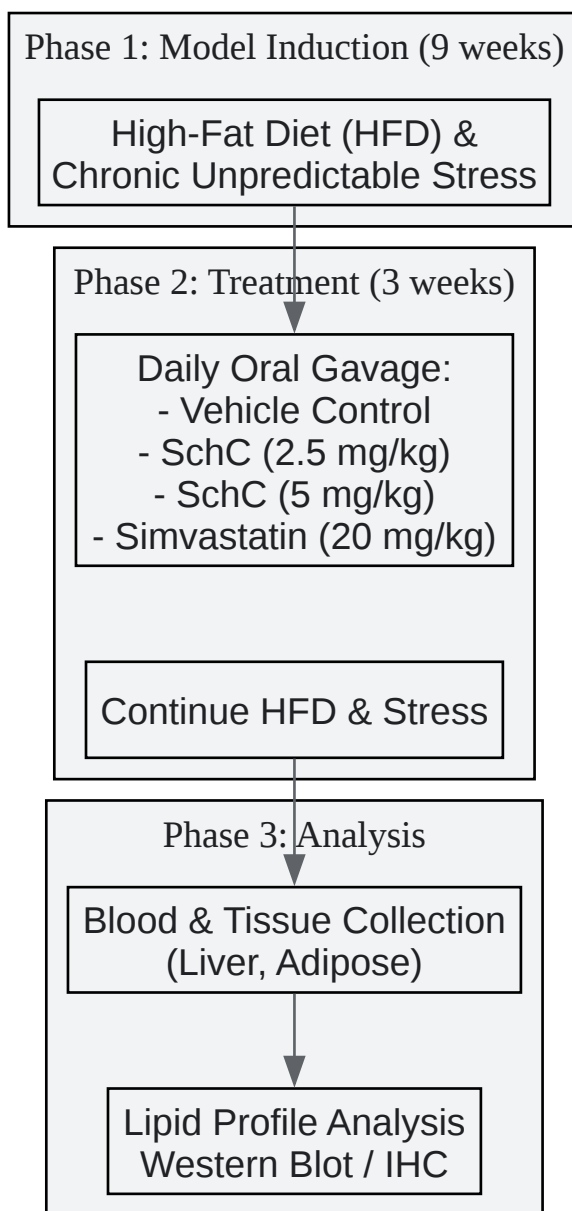 Phase 1: Model Induction (9 weeks)
High-Fat Diet (HFD) &
Chronic Unpredictable Stress
Phase 2: Treatment (3 weeks)
Daily Oral Gavage:
- Vehicle Control
- SchC (2.5 mg/kg)
- SchC (5 mg/kg)
- Simvastatin (20 mg/kg)
Continue HFD & Stress
Phase 3: Analysis
Blood & Tissue Collection
(Liver, Adipose)
Lipid Profile Analysis
Western Blot / IHC